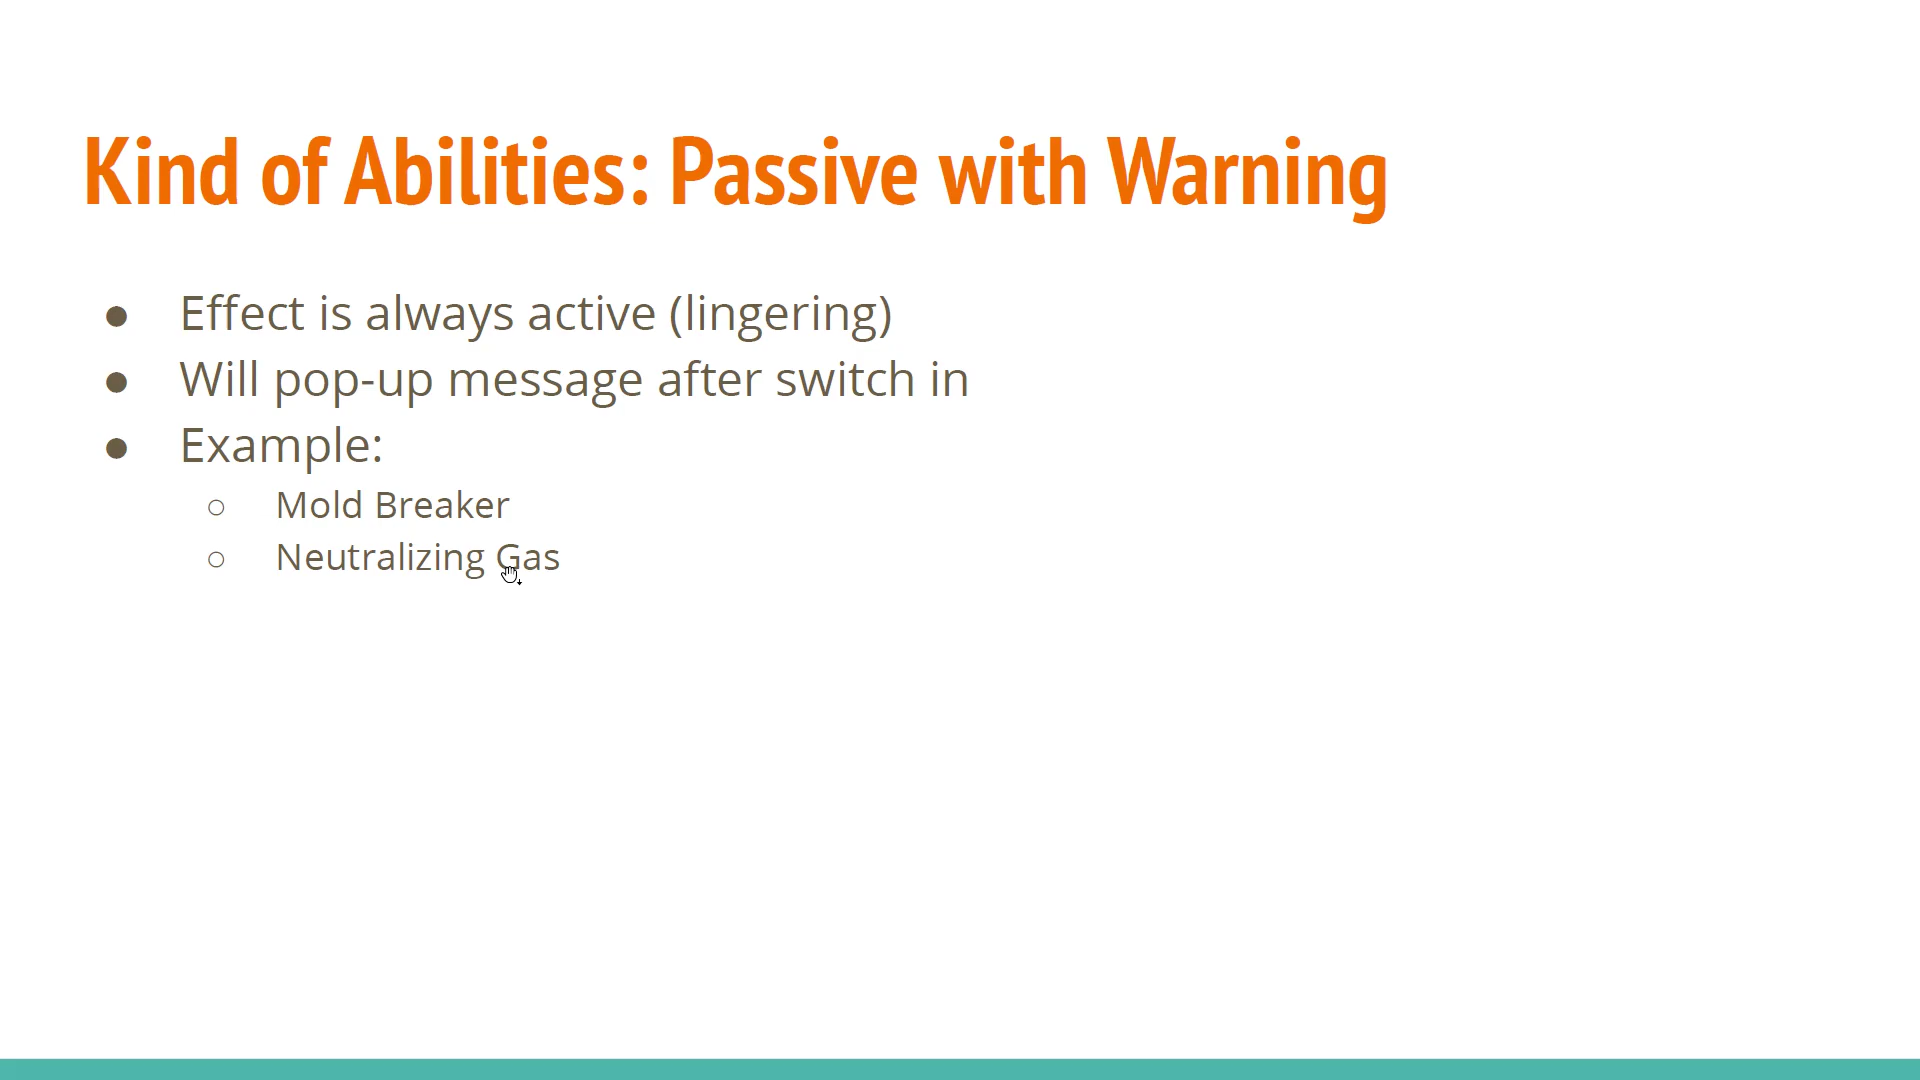 Kind of Abilities: Passive with Warning
● Effect is always active (lingering)
● Will pop-up message after switch in
● Example:
○ Mold Breaker
○ Neutralizing Gas